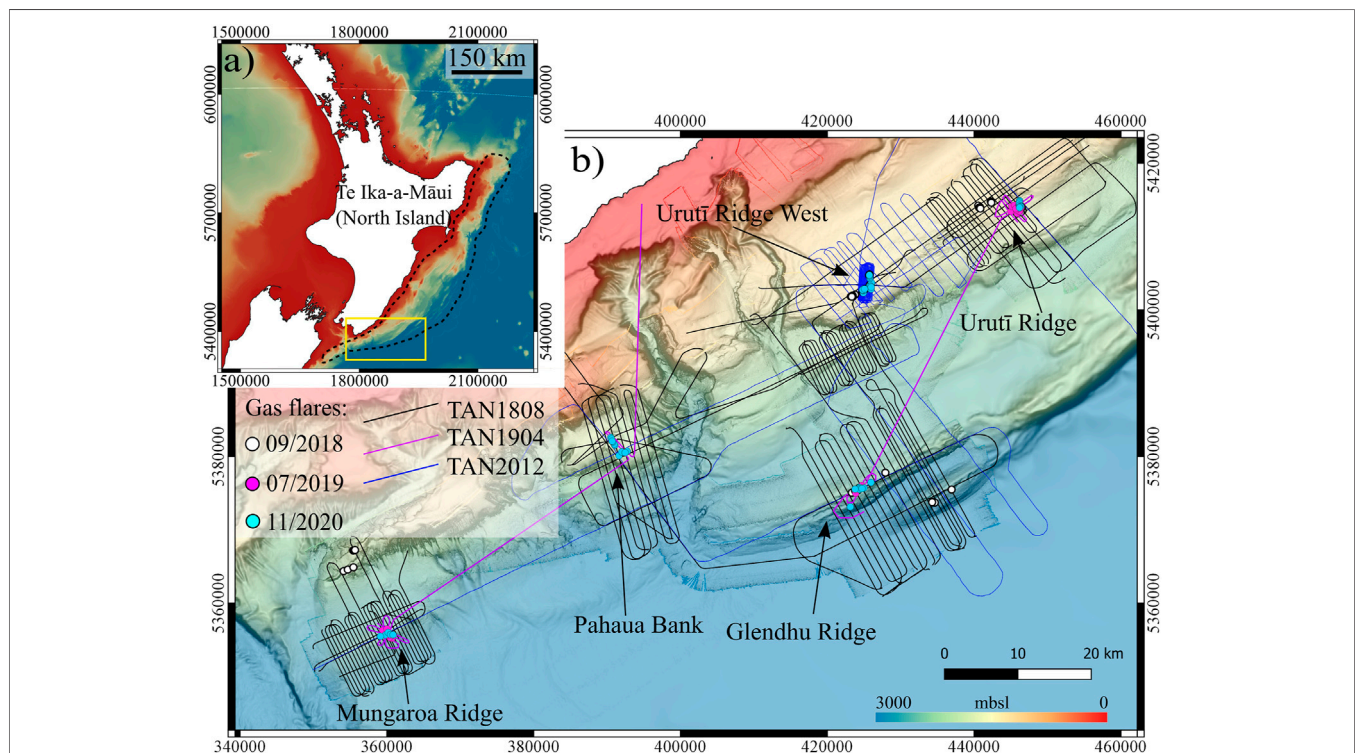 1500000 1800000 2100000
a)
150 km
6000000
5700000
5400000
6000000
5700000
5400000
Te Ika-a-Māui
(North Island)
1500000 1800000 2100000
400000 420000 440000 460000
b)
Urutī Ridge West
Urutī Ridge
5420000
5400000
5380000
5360000
Gas flares:
09/2018
07/2019
11/2020
TAN1808
TAN1904
TAN2012
5380000
5360000
Pahaua Bank
Glendhu Ridge
Mungaroa Ridge
0 10 20 km
3000 mbsl 0
340000 360000 380000 400000 420000 440000 460000